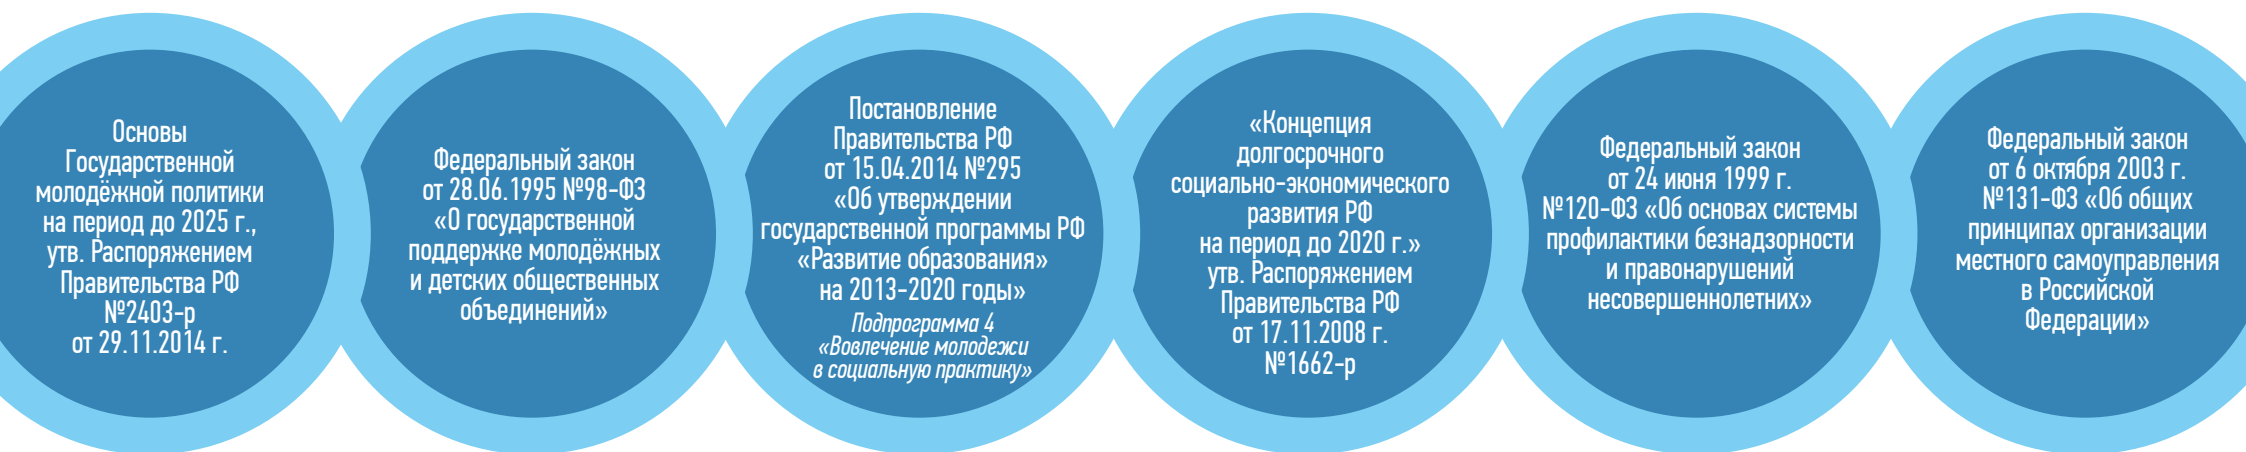 Основы
Государственной
молодёжной политики
на период до 2025 г.,
утв. Распоряжением
Правительства РФ
№2403-р
от 29.11.2014 г.
Федеральный закон
от 28.06.1995 №98-ФЗ
«О государственной
поддержке молодёжных
и детских общественных
объединений»
Постановление
Правительства РФ
от 15.04.2014 №295
«Об утверждении
государственной программы РФ
«Развитие образования»
на 2013-2020 годы»
Подпрограмма 4
«Вовлечение молодежи
в социальную практику»
«Концепция
долгосрочного
социально-экономического
развития РФ
на период до 2020 г.»
утв. Распоряжением
Правительства РФ
от 17.11.2008 г.
№1662-р
Федеральный закон
от 24 июня 1999 г.
№120-ФЗ «Об основах системы
профилактики безнадзорности
и правонарушений
несовершеннолетних»
Федеральный закон
от 6 октября 2003 г.
№131-ФЗ «Об общих
принципах организации
местного самоуправления
в Российской
Федерации»